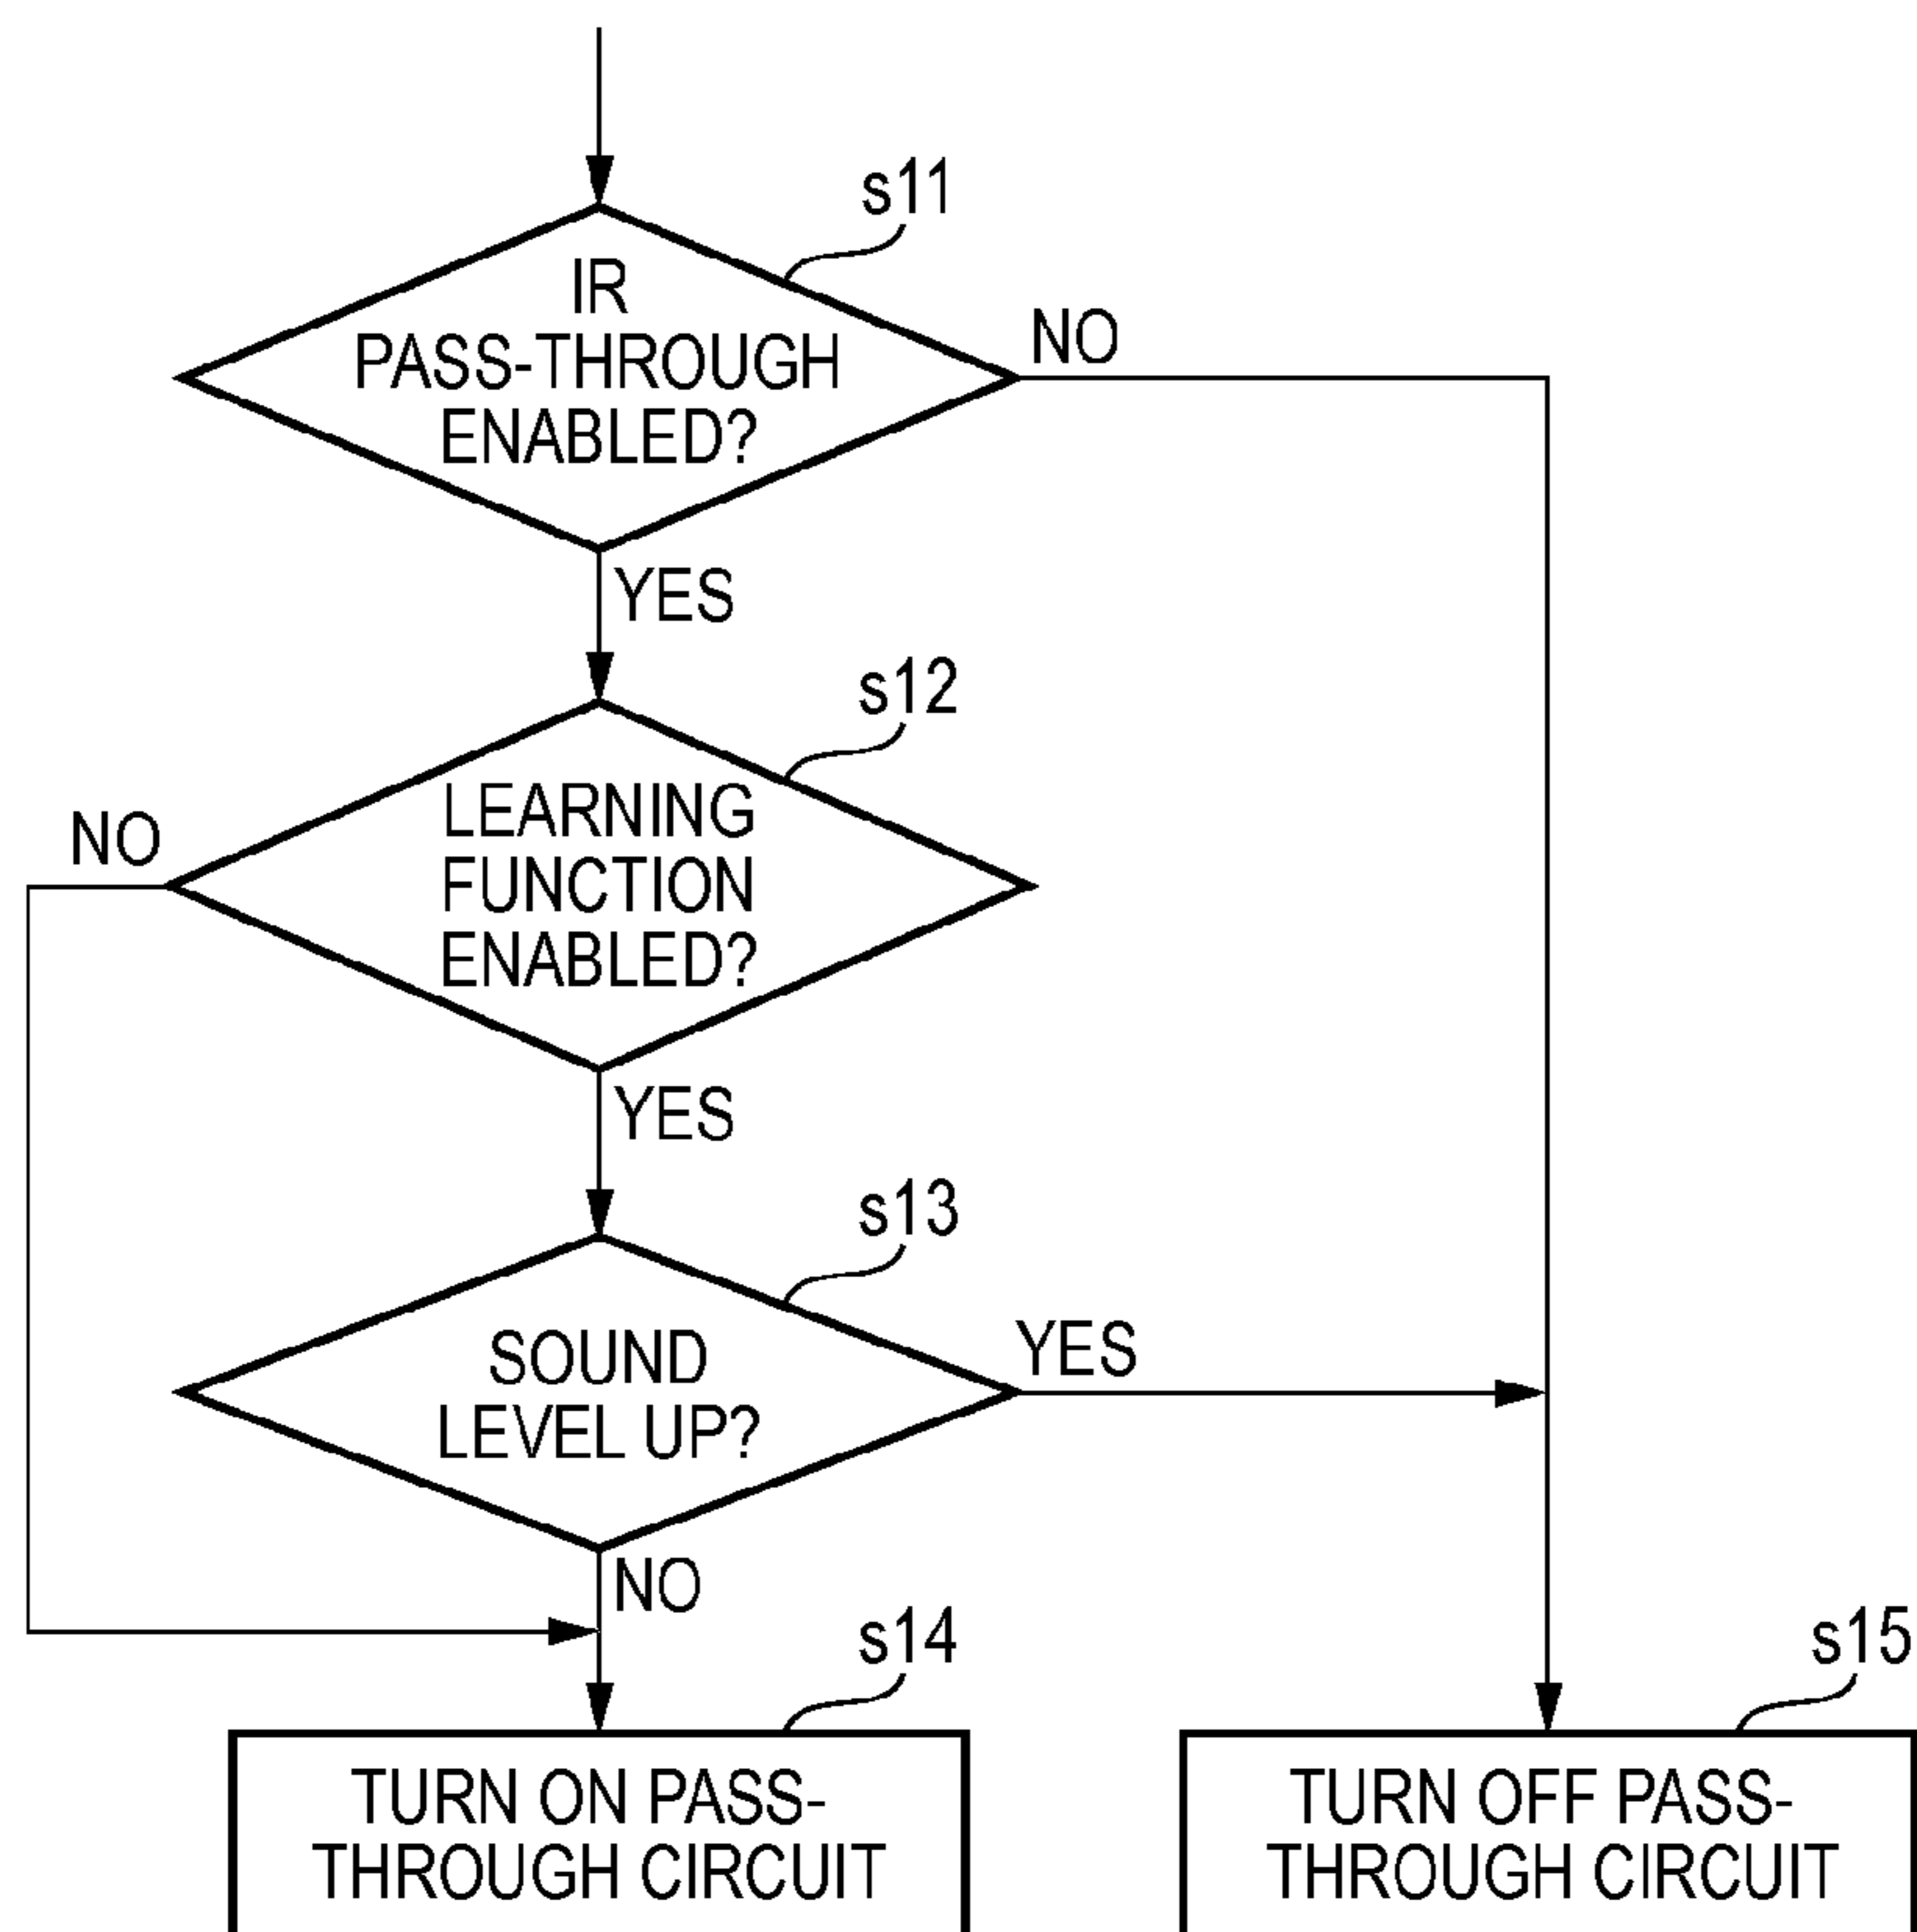 s11
IR
PASS-THROUGH
ENABLED?
NO
YES
s12
LEARNING
FUNCTION
ENABLED?
NO
YES
s13
SOUND
LEVEL UP?
YES
NO
s14
s15
TURN ON PASS-
THROUGH CIRCUIT
TURN OFF PASS-
THROUGH CIRCUIT